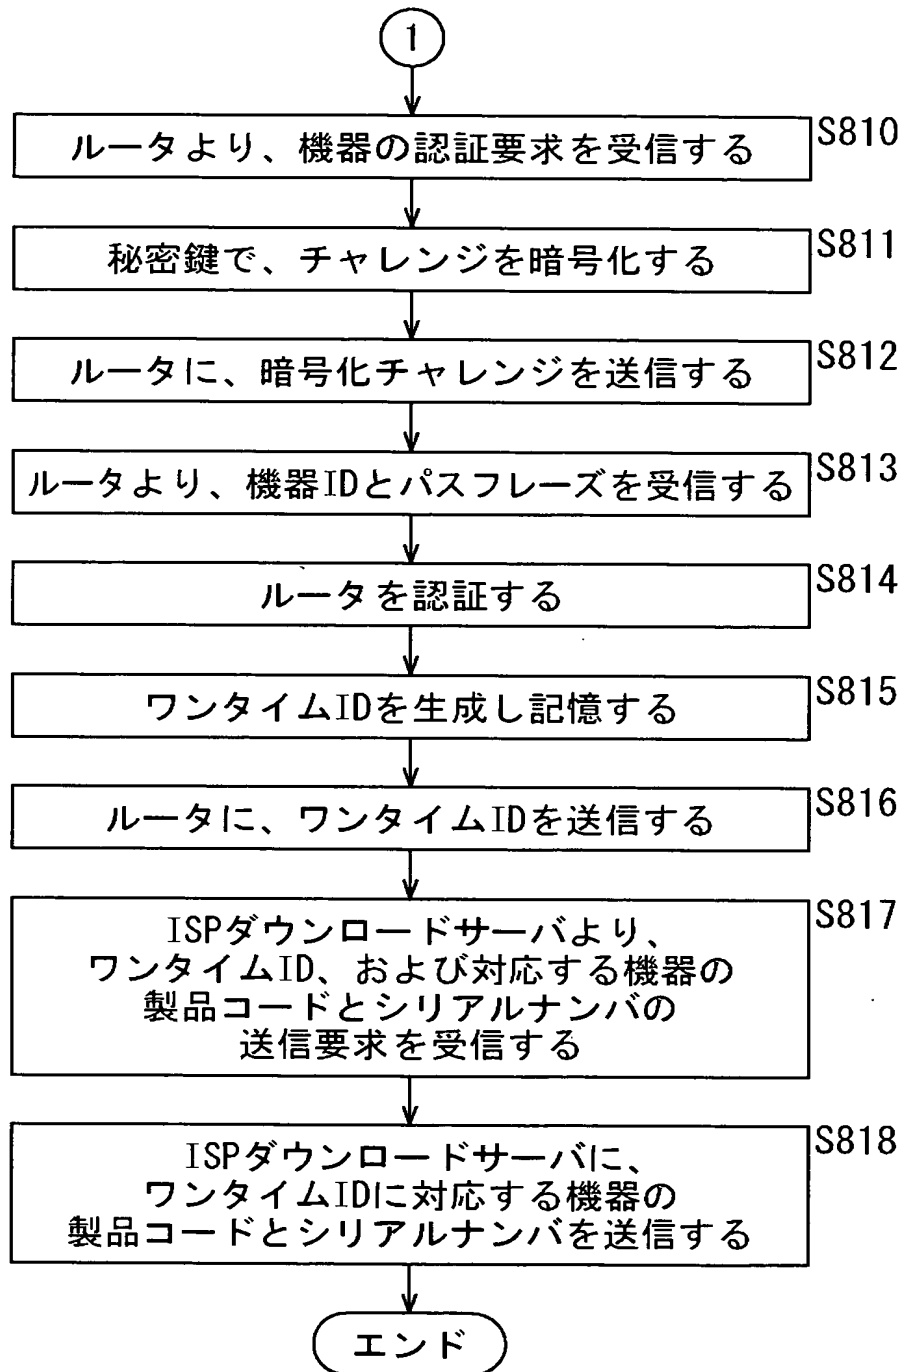 1
ルータより、機器の認証要求を受信する
S810
秘密鍵で、チャレンジを暗号化する
S811
ルータに、暗号化チャレンジを送信する
S812
ルータより、機器IDとパスフレーズを受信する
S813
ルータを認証する
S814
ワンタイムIDを生成し記憶する
S815
ルータに、ワンタイムIDを送信する
S816
ISPダウンロードサーバより、
ワンタイムID、および対応する機器の
製品コードとシリアルナンバの
送信要求を受信する
S817
ISPダウンロードサーバに、
ワンタイムIDに対応する機器の
製品コードとシリアルナンバを送信する
S818
エンド